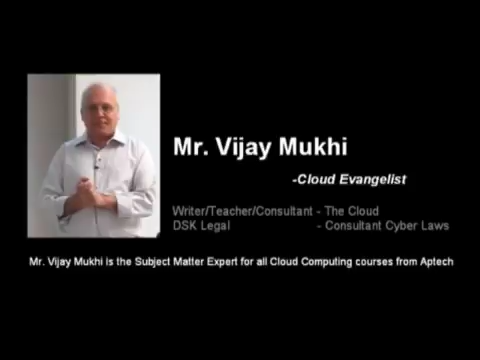 Mr. Vijay Mukhi
-Cloud Evangelist
Writer/Teacher/Consultant - The Cloud
DSK Legal - Consultant Cyber Laws
Mr. Vijay Mukhi is the Subject Matter Expert for all Cloud Computing courses from Aptech